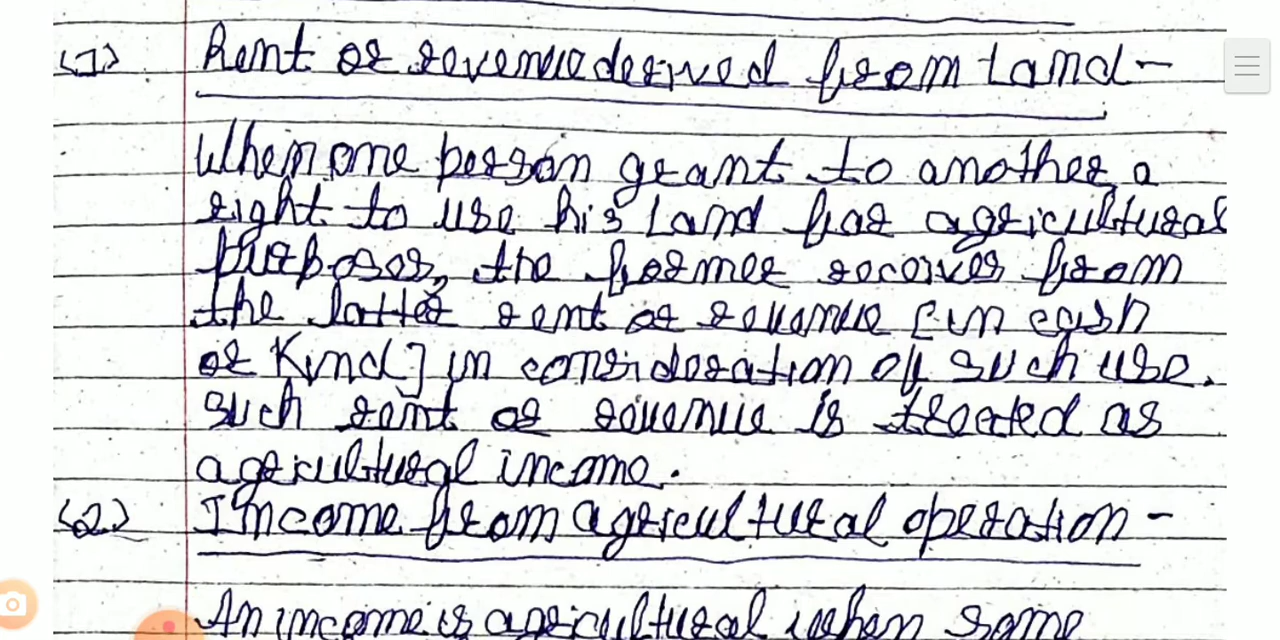 (1) Rent or revenue derived from Land -
When one person grant to another a
right to use his Land for agricultural
purposes, the former receives from
the latter rent or revenue [in cash
or Kind] in consideration of such use.
such rent or revenue is treated as
agricultural income.
(2) Income from agricultural operation -
An income is agricultural when some